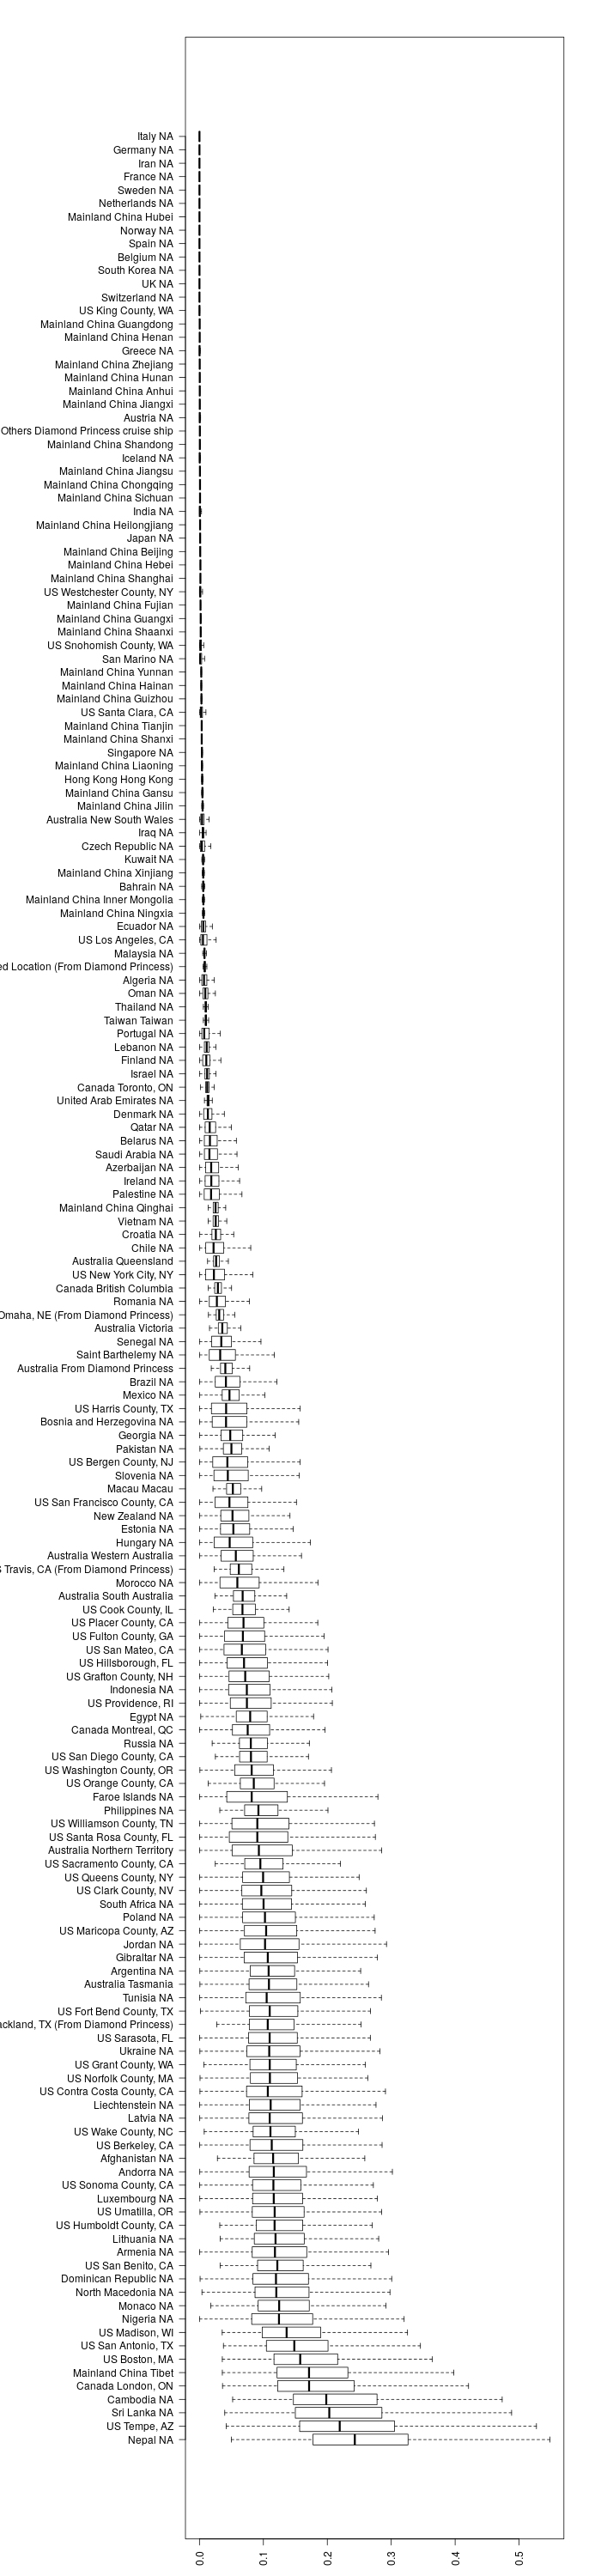 Italy NA
Germany NA
Iran NA
France NA
Sweden NA
Netherlands NA
Mainland China Hubei
Norway NA
Spain NA
Belgium NA
South Korea NA
UK NA
Switzerland NA
US King County, WA
Mainland China Guangdong
Mainland China Henan
Greece NA
Mainland China Zhejiang
Mainland China Hunan
Mainland China Anhui
Mainland China Jiangxi
Austria NA
Others Diamond Princess cruise ship
Mainland China Shandong
Iceland NA
Mainland China Jiangsu
Mainland China Chongqing
Mainland China Sichuan
India NA
Mainland China Heilongjiang
Japan NA
Mainland China Beijing
Mainland China Hebei
Mainland China Shanghai
US Westchester County, NY
Mainland China Fujian
Mainland China Guangxi
Mainland China Shaanxi
US Snohomish County, WA
San Marino NA
Mainland China Yunnan
Mainland China Hainan
Mainland China Guizhou
US Santa Clara, CA
Mainland China Tianjin
Mainland China Shanxi
Singapore NA
Mainland China Liaoning
Hong Kong Hong Kong
Mainland China Gansu
Mainland China Jilin
Australia New South Wales
Iraq NA
Czech Republic NA
Kuwait NA
Mainland China Xinjiang
Bahrain NA
Mainland China Inner Mongolia
Mainland China Ningxia
Ecuador NA
US Los Angeles, CA
Malaysia NA
ed Location (From Diamond Princess)
Algeria NA
Oman NA
Thailand NA
Taiwan Taiwan
Portugal NA
Lebanon NA
Finland NA
Israel NA
Canada Toronto, ON
United Arab Emirates NA
Denmark NA
Qatar NA
Belarus NA
Saudi Arabia NA
Azerbaijan NA
Ireland NA
Palestine NA
Mainland China Qinghai
Vietnam NA
Croatia NA
Chile NA
Australia Queensland
US New York City, NY
Canada British Columbia
Romania NA
Omaha, NE (From Diamond Princess)
Australia Victoria
Senegal NA
Saint Barthelemy NA
Australia From Diamond Princess
Brazil NA
Mexico NA
US Harris County, TX
Bosnia and Herzegovina NA
Georgia NA
Pakistan NA
US Bergen County, NJ
Slovenia NA
Macau Macau
US San Francisco County, CA
New Zealand NA
Estonia NA
Hungary NA
Australia Western Australia
Travis, CA (From Diamond Princess)
Morocco NA
Australia South Australia
US Cook County, IL
US Placer County, CA
US Fulton County, GA
US San Mateo, CA
US Hillsborough, FL
US Grafton County, NH
Indonesia NA
US Providence, RI
Egypt NA
Canada Montreal, QC
Russia NA
US San Diego County, CA
US Washington County, OR
US Orange County, CA
Faroe Islands NA
Philippines NA
US Williamson County, TN
US Santa Rosa County, FL
Australia Northern Territory
US Sacramento County, CA
US Queens County, NY
US Clark County, NV
South Africa NA
Poland NA
US Maricopa County, AZ
Jordan NA
Gibraltar NA
Argentina NA
Australia Tasmania
Tunisia NA
US Fort Bend County, TX
ackland, TX (From Diamond Princess)
US Sarasota, FL
Ukraine NA
US Grant County, WA
US Norfolk County, MA
US Contra Costa County, CA
Liechtenstein NA
Latvia NA
US Wake County, NC
US Berkeley, CA
Afghanistan NA
Andorra NA
US Sonoma County, CA
Luxembourg NA
US Umatilla, OR
US Humboldt County, CA
Lithuania NA
Armenia NA
US San Benito, CA
Dominican Republic NA
North Macedonia NA
Monaco NA
Nigeria NA
US Madison, WI
US San Antonio, TX
US Boston, MA
Mainland China Tibet
Canada London, ON
Cambodia NA
Sri Lanka NA
US Tempe, AZ
Nepal NA
0.0 0.1 0.2 0.3 0.4 0.5